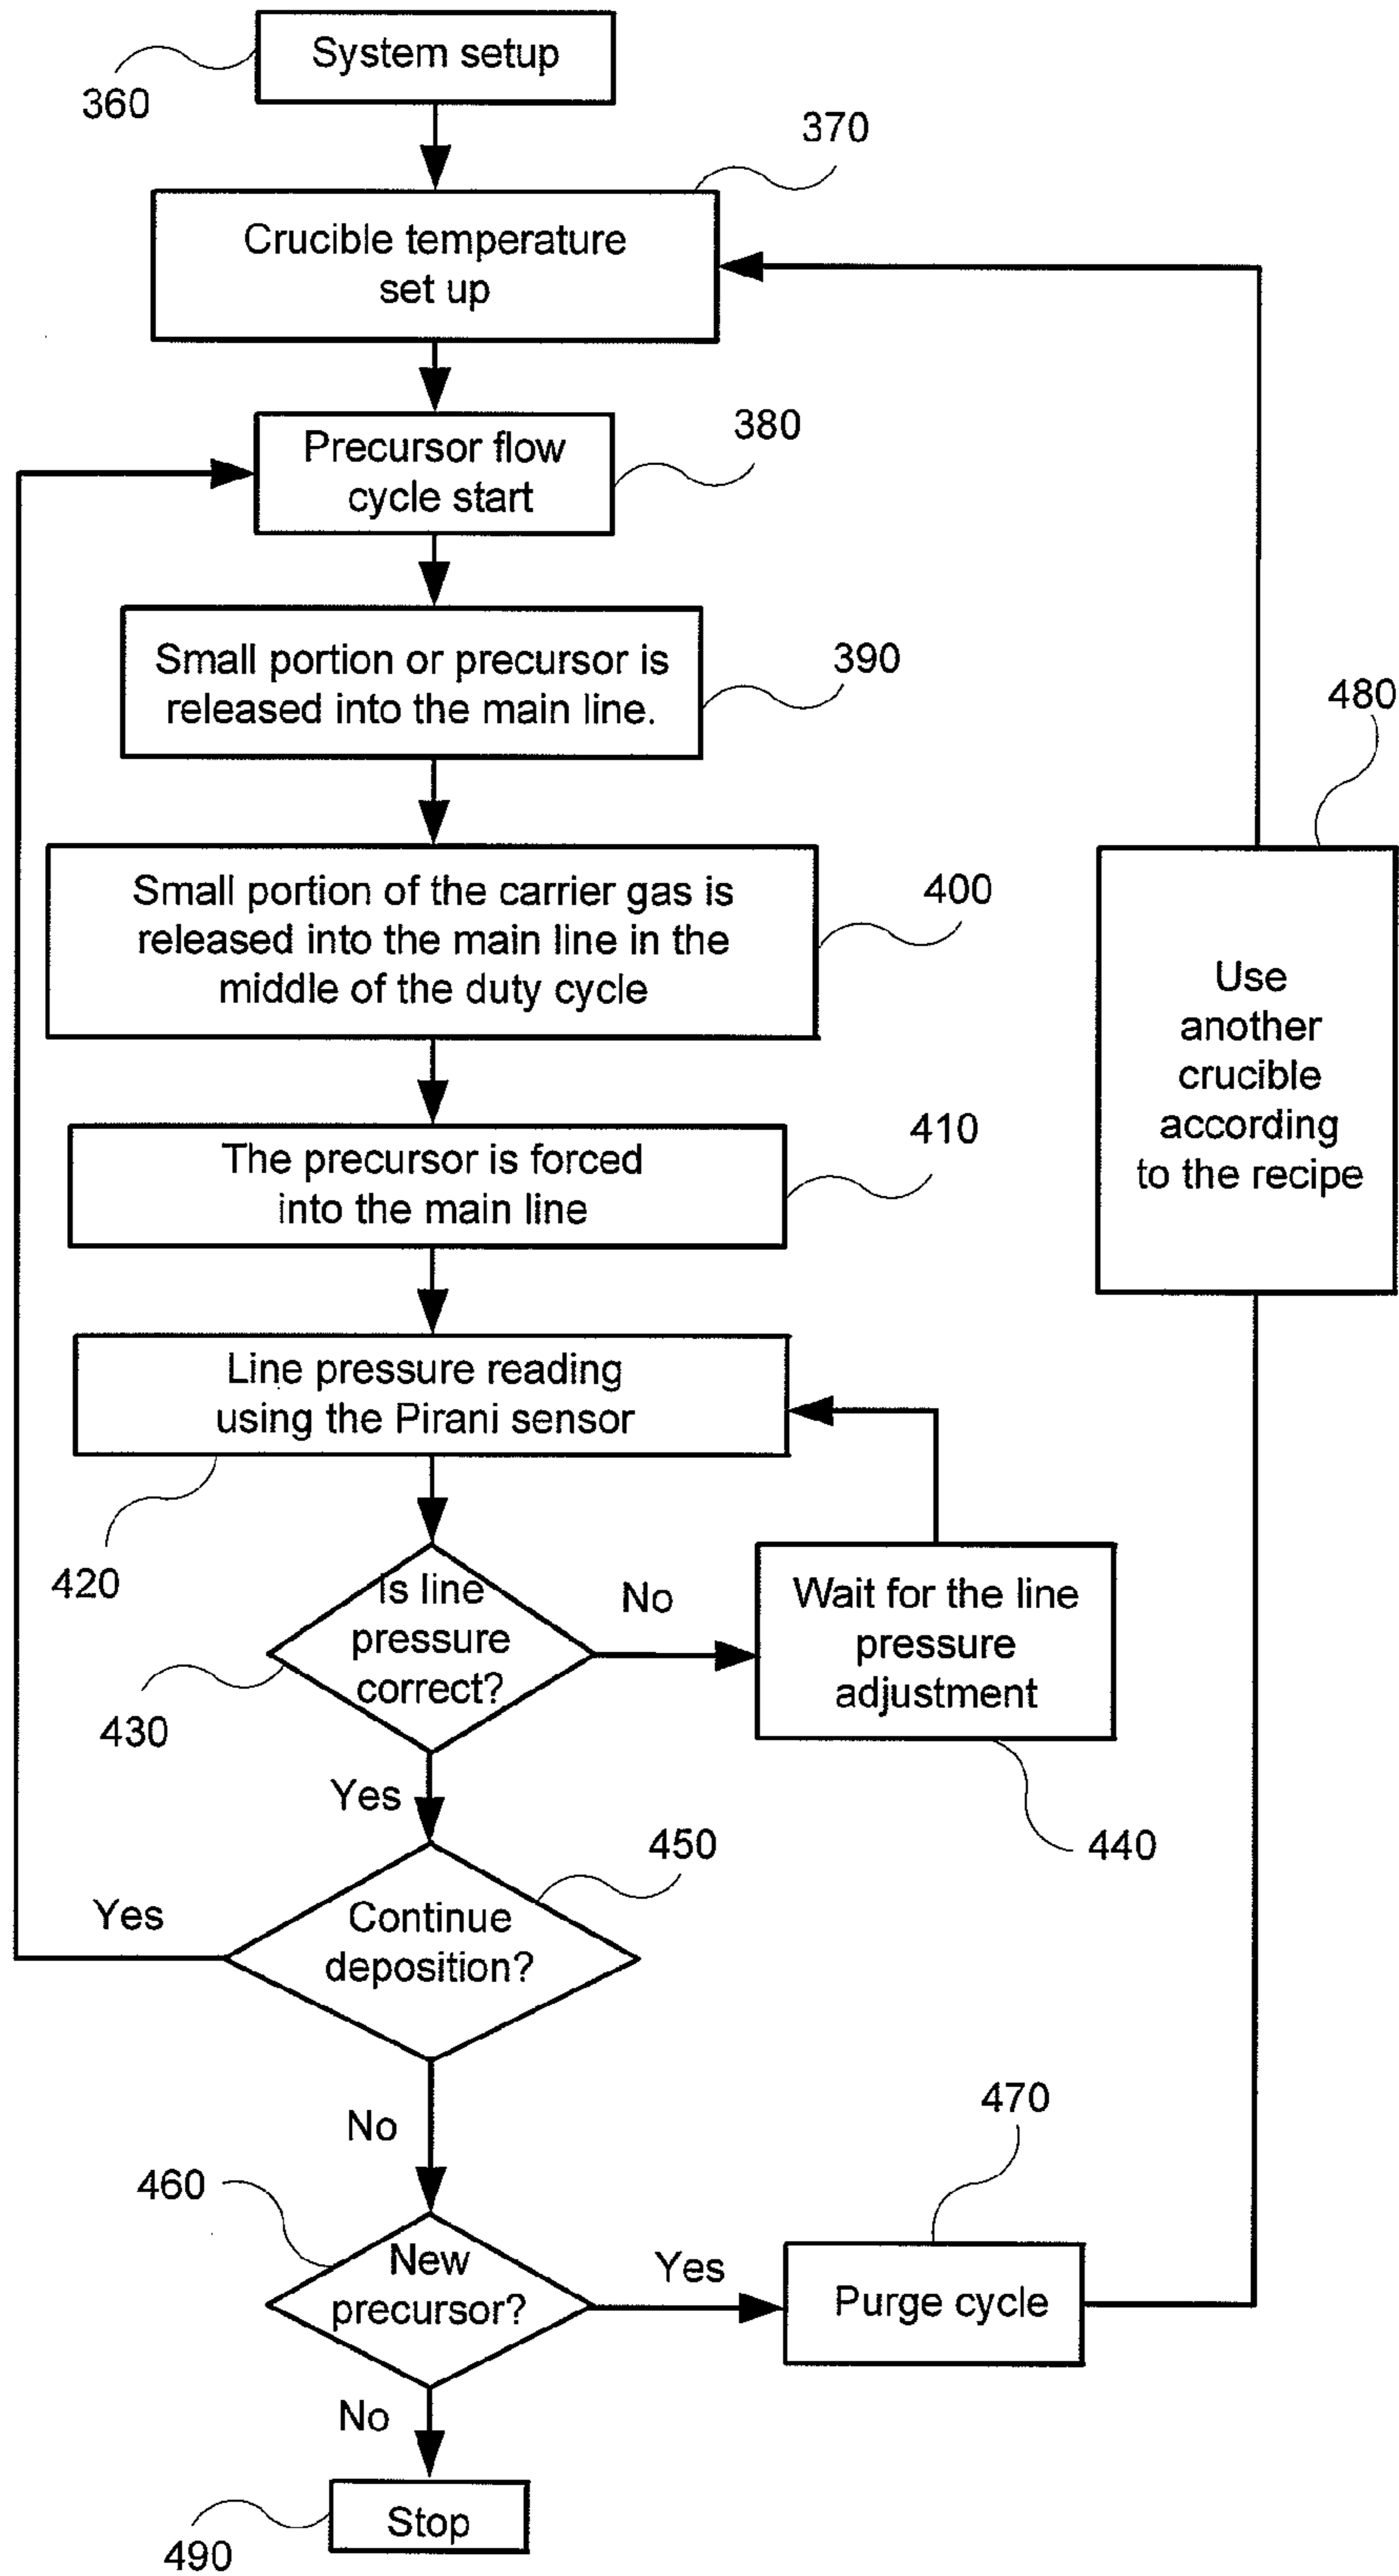 System setup
360
370
Crucible temperature
set up
Precursor flow
cycle start
380
Small portion or precursor is
released into the main line.
390
480
Small portion of the carrier gas is
released into the main line in the
middle of the duty cycle
400
Use
another
crucible
according
to the recipe
The precursor is forced
into the main line
410
Line pressure reading
using the Pirani sensor
420
Is line
pressure
correct?
No
430
Wait for the line
pressure
adjustment
440
Yes
450
Continue
deposition?
Yes
No
470
460
New
precursor?
Yes
Purge cycle
No
Stop
490